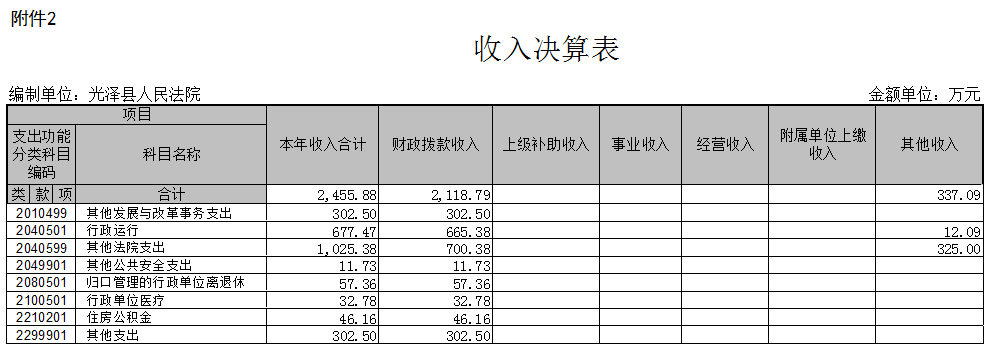 附件2
收入决算表
编制单位：光泽县人民法院 金额单位：万元
项目 本年收入合计 财政拨款收入 上级补助收入 事业收入 经营收入 附属单位上缴收入 其他收入
支出功能分类科目编码 科目名称
类 款 项 合计 2,455.88 2,118.79 337.09
2010499 其他发展与改革事务支出 302.50 302.50
2040501 行政运行 677.47 665.38 12.09
2040599 其他法院支出 1,025.38 700.38 325.00
2049901 其他公共安全支出 11.73 11.73
2080501 归口管理的行政单位离退休 57.36 57.36
2100501 行政单位医疗 32.78 32.78
2210201 住房公积金 46.16 46.16
2299901 其他支出 302.50 302.50